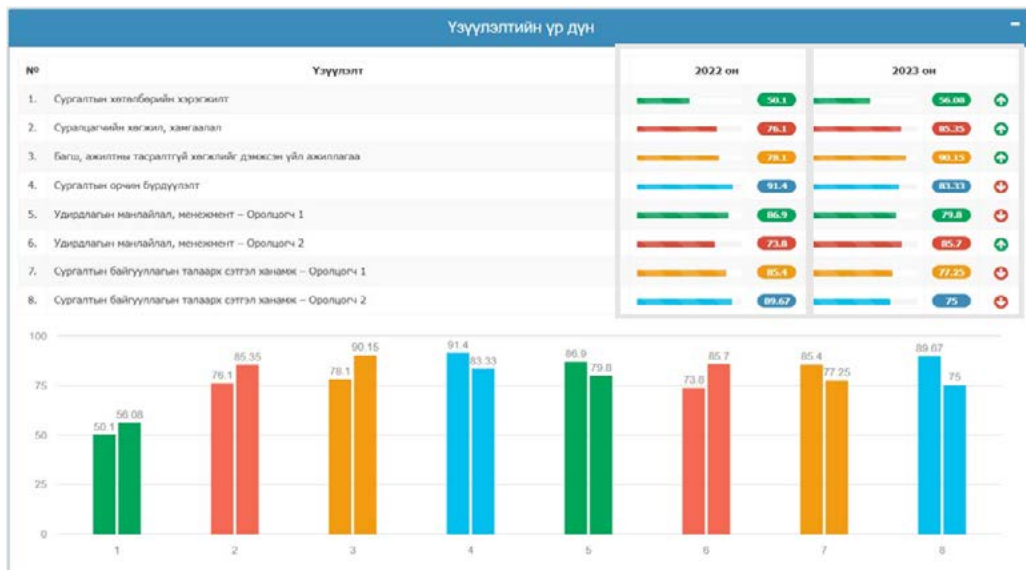 Үзүүлэлтийн үр дүн
№ Үзүүлэлт 2022 он 2023 он
1. Сургалтын хөтөлбөрийн хэрэгжилт 50.1 56.08
2. Суралцагчийн хөгжил, хамгаалал 76.1 85.35
3. Багш, ажилтны тасралтгүй хөгжлийг дэмжсэн үйл ажиллагаа 78.1 90.15
4. Сургалтын орчин бүрдүүлэлт 91.4 83.33
5. Удирдлагын манлайлал, менежмент – Оролцогч 1 86.9 79.8
6. Удирдлагын манлайлал, менежмент – Оролцогч 2 73.8 85.7
7. Сургалтын байгууллагын талаарх сэтгэл ханамж – Оролцогч 1 85.4 77.25
8. Сургалтын байгууллагын талаарх сэтгэл ханамж – Оролцогч 2 89.67 75
100
75
50
25
0
50.1 56.08
76.1 85.35
78.1 90.15
91.4 83.33
86.9 79.8
73.8 85.7
85.4 77.25
89.67 75
1 2 3 4 5 6 7 8